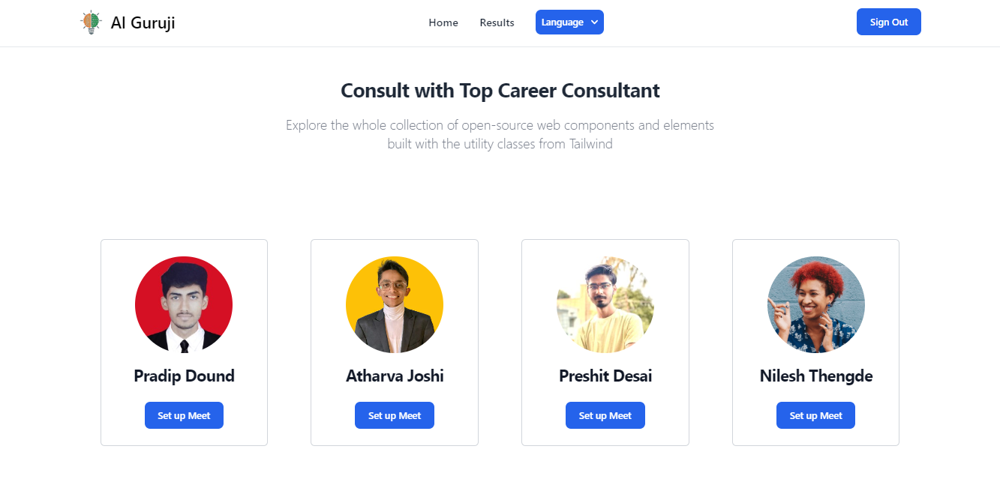 AI Guruji
Home
Results
Language
Sign Out
Consult with Top Career Consultant
Explore the whole collection of open-source web components and elements
built with the utility classes from Tailwind
Pradip Dound
Atharva Joshi
Preshit Desai
Nilesh Thengde
Set up Meet
Set up Meet
Set up Meet
Set up Meet